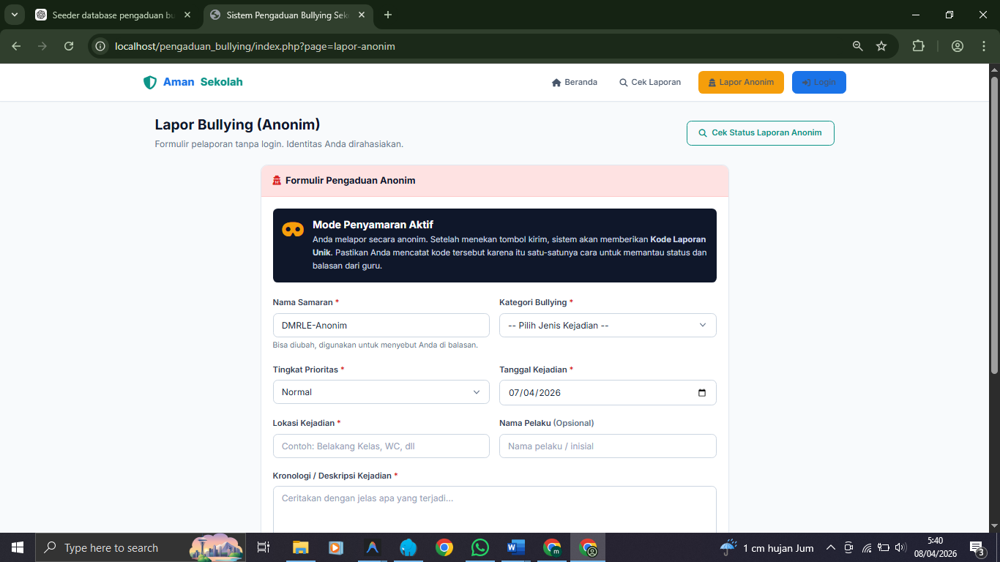 Seeder database pengaduan bu
Sistem Pengaduan Bullying Sek
localhost/pengaduan_bullying/index.php?page=lapor-anonim
Aman Sekolah
Beranda
Cek Laporan
Lapor Anonim
Login
Lapor Bullying (Anonim)
Formulir pelaporan tanpa login. Identitas Anda dirahasiakan.
Cek Status Laporan Anonim
Formulir Pengaduan Anonim
Mode Penyamaran Aktif
Anda melapor secara anonim. Setelah menekan tombol kirim, sistem akan memberikan Kode Laporan
Unik. Pastikan Anda mencatat kode tersebut karena itu satu-satunya cara untuk memantau status dan
balasan dari guru.
Nama Samaran *
Kategori Bullying *
DMRLE-Anonim
-- Pilih Jenis Kejadian --
Bisa diubah, digunakan untuk menyebut Anda di balasan.
Tingkat Prioritas *
Tanggal Kejadian *
Normal
07/04/2026
Lokasi Kejadian *
Nama Pelaku (Opsional)
Contoh: Belakang Kelas, WC, dll
Nama pelaku / inisial
Kronologi / Deskripsi Kejadian *
Ceritakan dengan jelas apa yang terjadi...
Type here to search
1 cm hujan Jum
5:40
08/04/2026
3